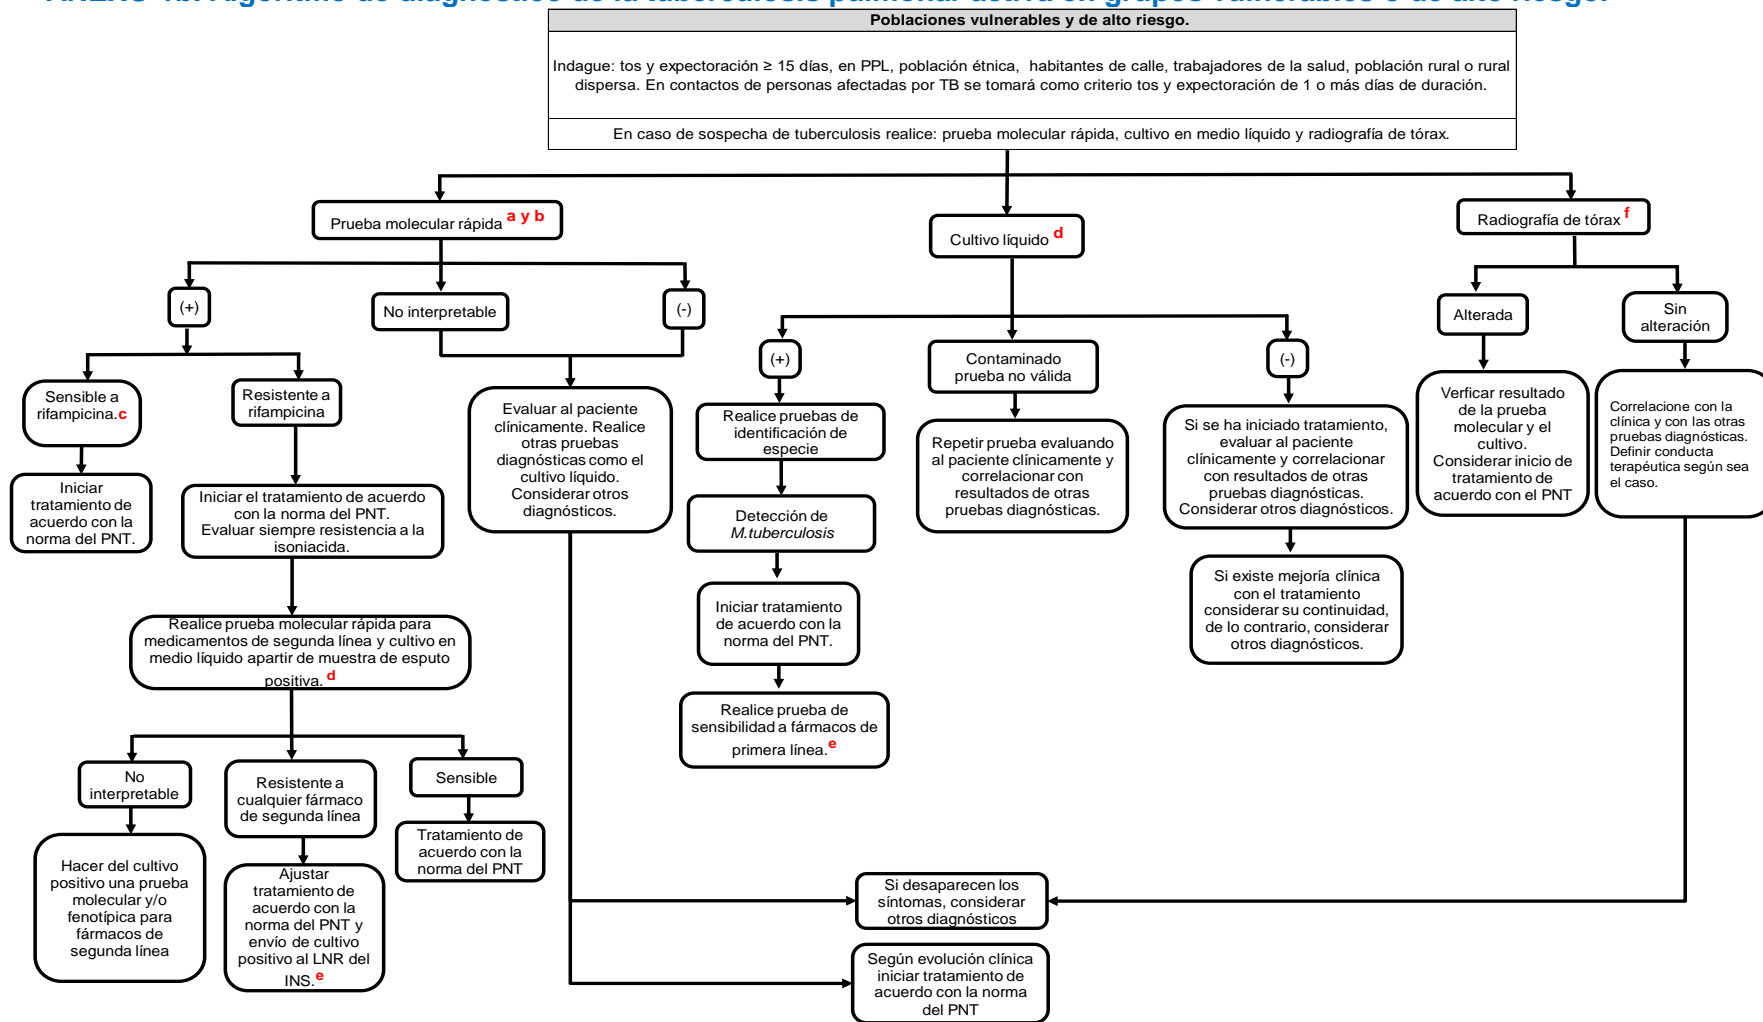 Poblaciones vulnerables y de alto riesgo.
Indague: tos y expectoración ≥ 15 días, en PPL, población étnica, habitantes de calle, trabajadores de la salud, población rural o rural
dispersa. En contactos de personas afectadas por TB se tomará como criterio tos y expectoración de 1 o más días de duración.
En caso de sospecha de tuberculosis realice: prueba molecular rápida, cultivo en medio líquido y radiografía de tórax.
Prueba molecular rápida a y b
(+)
No interpretable
(-)
Sensible a
rifampicina.c
Resistente a
rifampicina
Iniciar
tratamiento de
acuerdo con la
norma del PNT.
Iniciar el tratamiento de acuerdo
con la norma del PNT.
Evaluar siempre resistencia a la
isoniacida.
Realice prueba molecular rápida para
medicamentos de segunda línea y cultivo en
medio líquido apartir de muestra de esputo
positiva. d
No
interpretable
Resistente a
cualquier fármaco
de segunda línea
Sensible
Hacer del cultivo
positivo una prueba
molecular y/o
fenotípica para
fármacos de
segunda línea
Ajustar
tratamiento de
acuerdo con la
norma del PNT y
envío de cultivo
positivo al LNR del
INS.e
Tratamiento de
acuerdo con la
norma del PNT
Evaluar al paciente
clínicamente. Realice
otras pruebas
diagnósticas como el
cultivo líquido.
Considerar otros
diagnósticos.
Cultivo líquido d
(+)
Contaminado
prueba no válida
(-)
Realice pruebas de
identificación de
especie
Detección de
M.tuberculosis
Iniciar tratamiento
de acuerdo con la
norma del PNT.
Realice prueba de
sensibilidad a fármacos de
primera línea.e
Repetir prueba evaluando
al paciente clínicamente y
correlacionar con
resultados de otras
pruebas diagnósticas.
Si se ha iniciado tratamiento,
evaluar al paciente
clínicamente y correlacionar
con resultados de otras
pruebas diagnósticas.
Considerar otros diagnósticos.
Si existe mejoría clínica
con el tratamiento
considerar su continuidad,
de lo contrario, considerar
otros diagnósticos.
Radiografía de tórax f
Alterada
Sin
alteración
Verficar resultado
de la prueba
molecular y el
cultivo.
Considerar inicio de
tratamiento de
acuerdo con el PNT
Correlacione con la
clínica y con las otras
pruebas diagnósticas.
Definir conducta
terapéutica según sea
el caso.
Si desaparecen los
síntomas, considerar
otros diagnósticos
Según evolución clínica
iniciar tratamiento de
acuerdo con la norma
del PNT